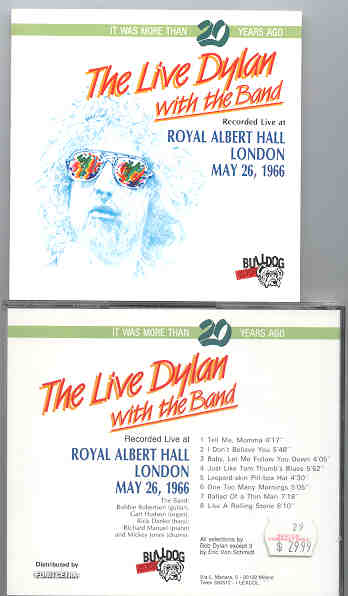 IT WAS MORE THAN 20 YEARS AGO
The Live Dylan
with the Band
Recorded Live at
ROYAL ALBERT HALL
LONDON
MAY 26, 1966
BULLDOG
IT WAS MORE THAN 20 YEARS AGO
The Live Dylan
with the Band
Recorded Live at
ROYAL ALBERT HALL
LONDON
MAY 26, 1966
The Band:
Robbie Robertson (guitar),
Gart Hudson (organ),
Rick Danko (bass),
Richard Manuel (piano)
and Mickey Jones (drums).
1 Tell Me, Momma 4'17"
2 I Don't Believe You 5'48"
3 Baby, Let Me Follow You Down 4'05"
4 Just Like Tom Thumb's Blues 5'52"
5 Leopard-skin Pill-box Hat 4'30"
6 One Too Many Mornings 5'05"
7 Ballad Of a Thin Man 7'18"
8 Like A Rolling Stone 8'10"
All selections by
Bob Dylan except 3
by Eric Von Schmidt
BULLDOG
Distributed by
29
$ 29.99